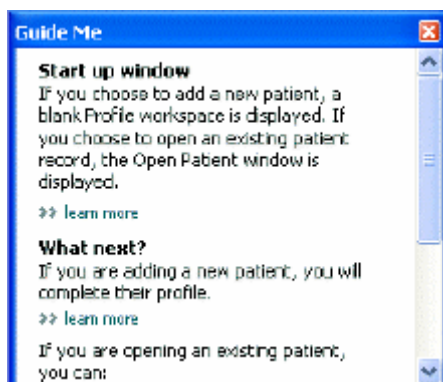 Guide Me
Start up window
If you choose to add a new patient, a
blank Profile workspace is displayed. If
you choose to open an existing patient
record, the Open Patient window is
displayed.
>> learn more
What next?
If you are adding a new patient, you will
complete their profile.
>> learn more
If you are opening an existing patient,
you can: